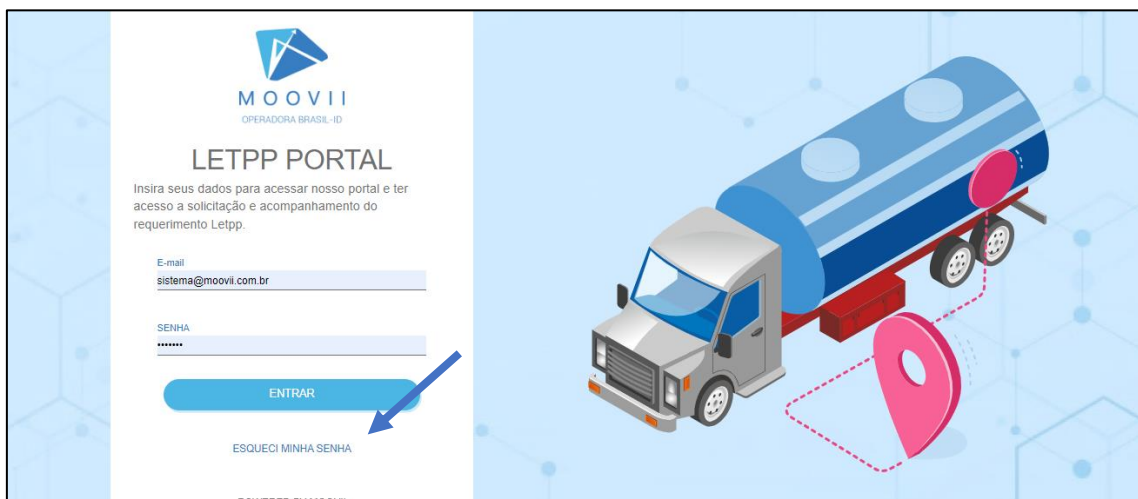 MOOVII
OPERADORA BRASIL-ID
LETPP PORTAL
Insira seus dados para acessar nosso portal e ter
acesso a solicitação e acompanhamento do
requerimento Letpp.
E-mail
sistema@moovii.com.br
SENHA
•••••••
ENTRAR
ESQUECI MINHA SENHA